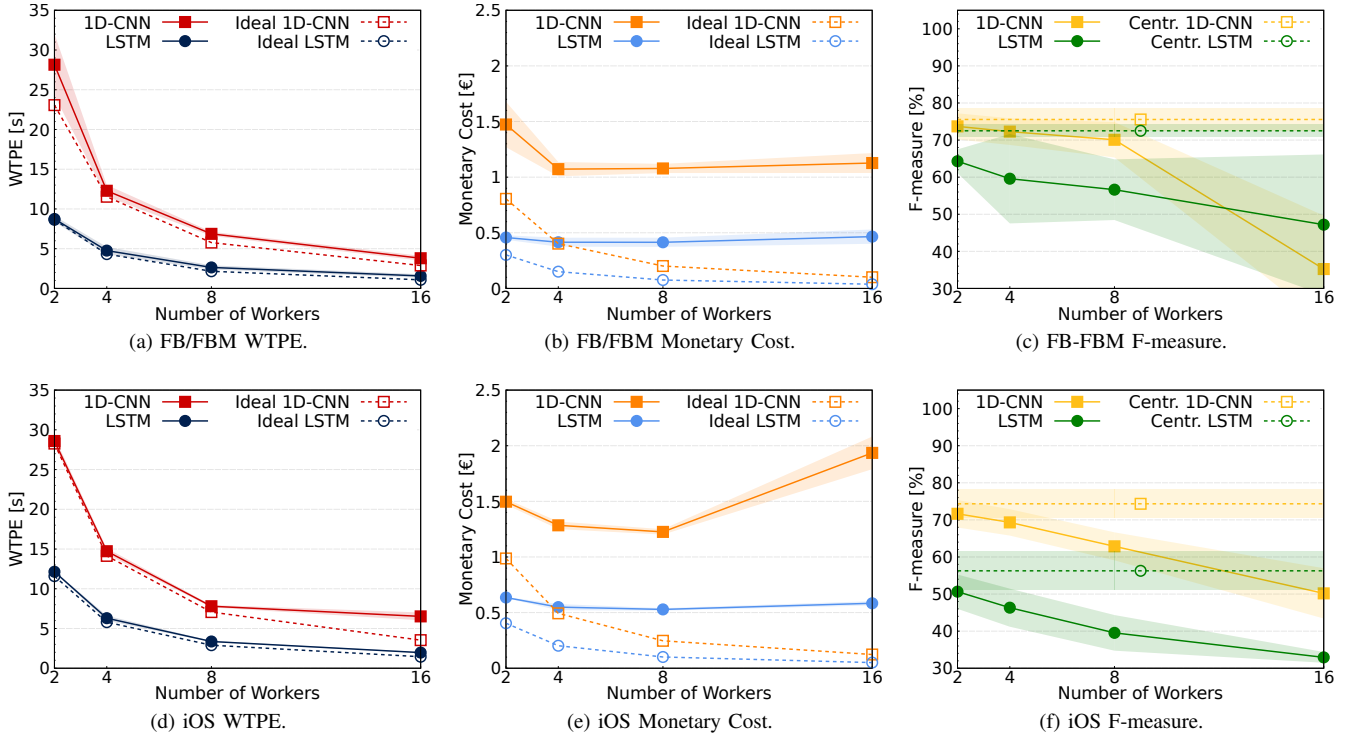 1D-CNN Ideal 1D-CNN
LSTM Ideal LSTM
35
30
25
20
15
10
5
0
WTPE [s]
2 4 8 16
Number of Workers
(a) FB/FBM WTPE.
1D-CNN Ideal 1D-CNN
LSTM Ideal LSTM
2.5
2
1.5
1
0.5
0
Monetary Cost [€]
2 4 8 16
Number of Workers
(b) FB/FBM Monetary Cost.
1D-CNN Centr. 1D-CNN
LSTM Centr. LSTM
100
90
80
70
60
50
40
30
F-measure [%]
2 4 8 16
Number of Workers
(c) FB-FBM F-measure.
1D-CNN Ideal 1D-CNN
LSTM Ideal LSTM
35
30
25
20
15
10
5
0
WTPE [s]
2 4 8 16
Number of Workers
(d) iOS WTPE.
1D-CNN Ideal 1D-CNN
LSTM Ideal LSTM
2.5
2
1.5
1
0.5
0
Monetary Cost [€]
2 4 8 16
Number of Workers
(e) iOS Monetary Cost.
1D-CNN Centr. 1D-CNN
LSTM Centr. LSTM
100
90
80
70
60
50
40
30
F-measure [%]
2 4 8 16
Number of Workers
(f) iOS F-measure.